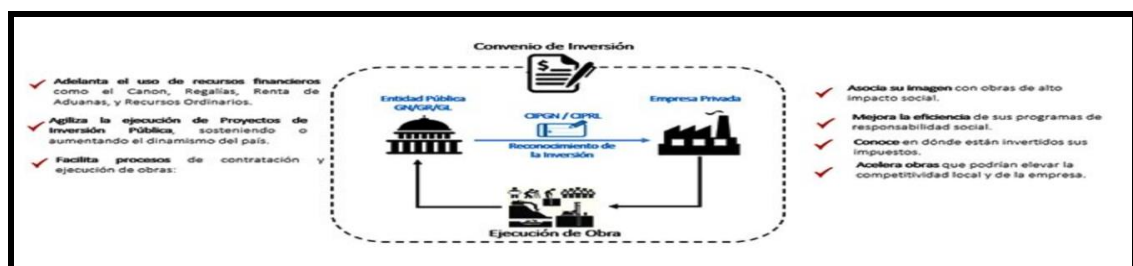 Convenio de Inversión
Adelanta el uso de recursos financieros
como el Canon, Regalías, Renta de
Aduanas, y Recursos Ordinarios.
Agiliza la ejecución de Proyectos de
Inversión Pública, sosteniendo o
aumentando el dinamismo del país.
Facilita procesos de contratación y
ejecución de obras:
Entidad Pública
GN/GR/GL
CIPGN / CIPRL
Reconocimiento de
la Inversión
Empresa Privada
Ejecución de Obra
Asocia su imagen con obras de alto
impacto social.
Mejora la eficiencia de sus programas de
responsabilidad social.
Conoce en dónde están invertidos sus
impuestos.
Acelera obras que podrían elevar la
competitividad local y de la empresa.